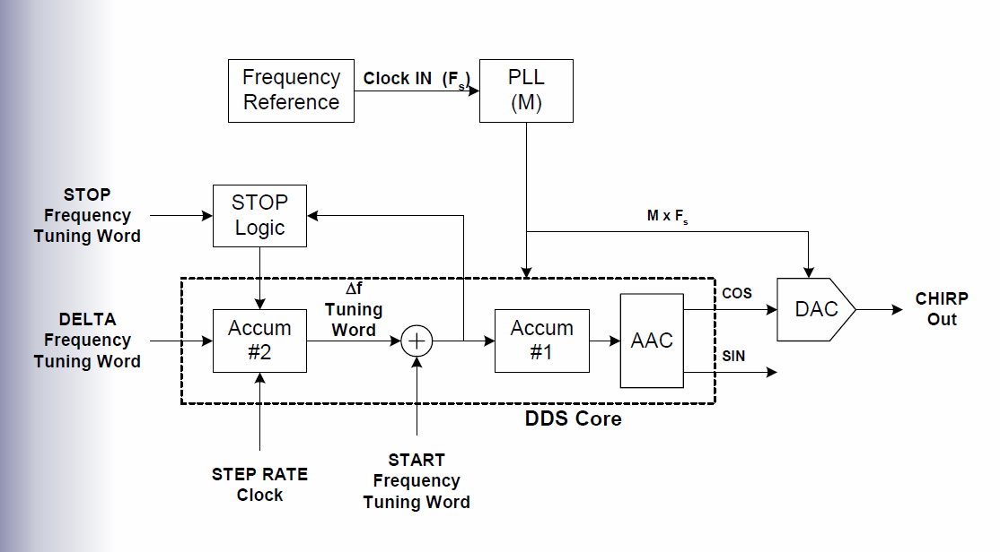 Frequency
Reference
Clock IN (Fs)
PLL
(M)
STOP
Frequency
Tuning Word
STOP
Logic
M x Fs
DELTA
Frequency
Tuning Word
Accum
#2
Δf
Tuning
Word
+
Accum
#1
AAC
COS
SIN
DAC
CHIRP
Out
DDS Core
STEP RATE
Clock
START
Frequency
Tuning Word